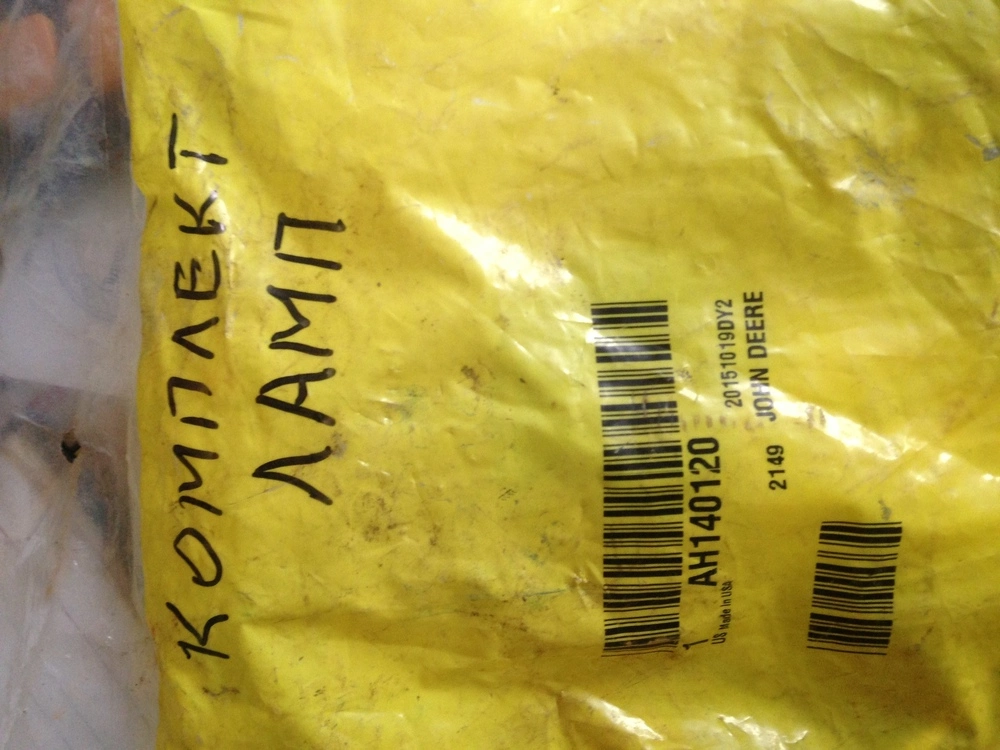 КОМПЛЕКТ
ЛАМП
AH140120
1
US Made in USA
20151019DY2
2149 JOHN DEERE